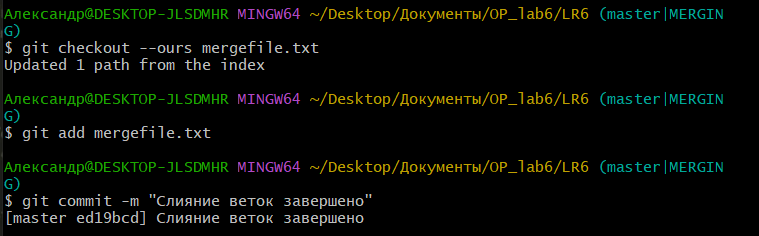 Александр@DESKTOP-JLSDMHR MINGW64 ~/Desktop/Документы/OP_lab6/LR6 (master|MERGIN
G)
$ git checkout --ours mergefile.txt
Updated 1 path from the index
Александр@DESKTOP-JLSDMHR MINGW64 ~/Desktop/Документы/OP_lab6/LR6 (master|MERGIN
G)
$ git add mergefile.txt
Александр@DESKTOP-JLSDMHR MINGW64 ~/Desktop/Документы/OP_lab6/LR6 (master|MERGIN
G)
$ git commit -m "Слияние веток завершено"
[master ed19bcd] Слияние веток завершено